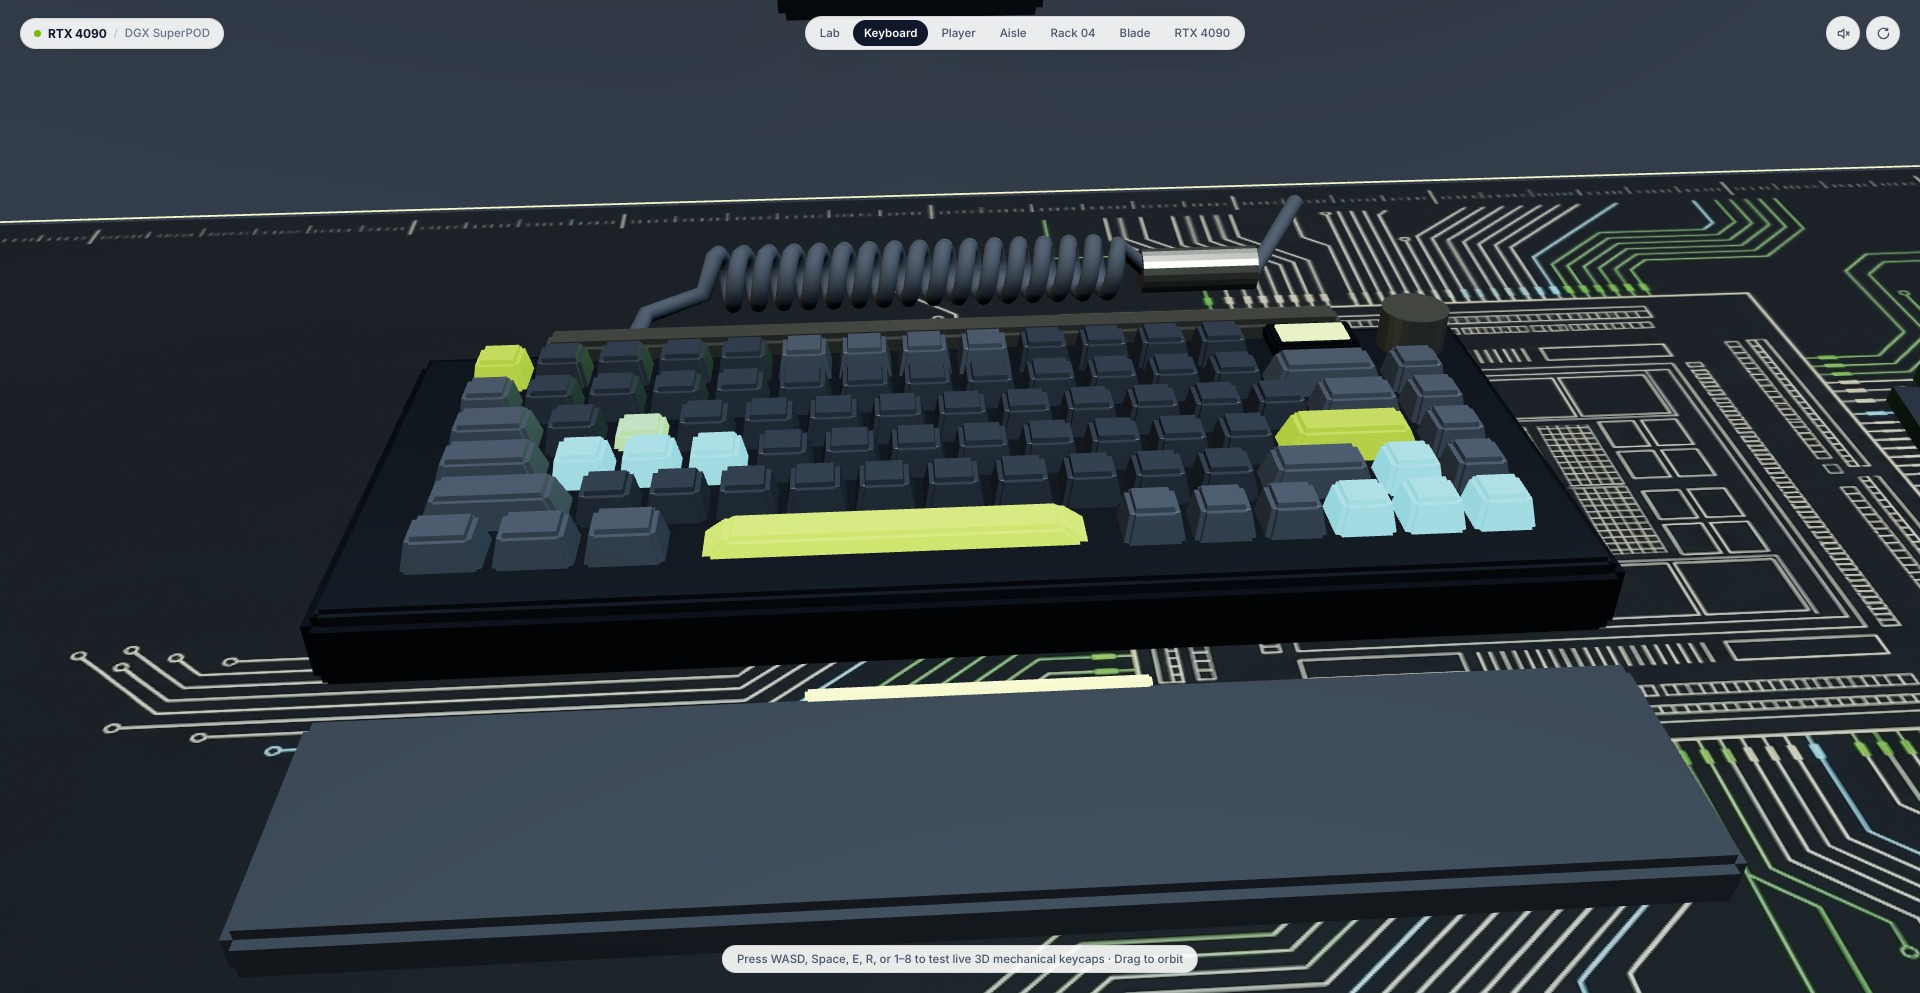 RTX 4090 / DGX SuperPOD
Lab Keyboard Player Aisle Rack 04 Blade RTX 4090
Press WASD, Space, E, R, or 1–8 to test live 3D mechanical keycaps · Drag to orbit